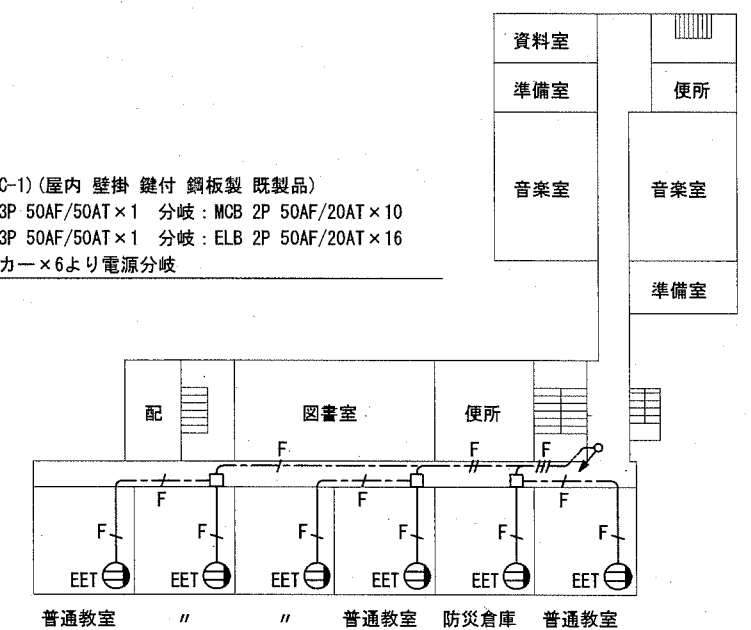 資料室
準備室
便所
C-1)(屋内 壁掛 鍵付 鋼板製 既製品)
3P 50AF/50AT×1 分岐：MCB 2P 50AF/20AT×10
3P 50AF/50AT×1 分岐：ELB 2P 50AF/20AT×16
カー×6より電源分岐
音楽室
音楽室
準備室
配
図書室
便所
F
F
F
F
F
F
F
F
F
F
F
F
EET
EET
EET
EET
EET
EET
普通教室
〃
〃
普通教室
防災倉庫
普通教室